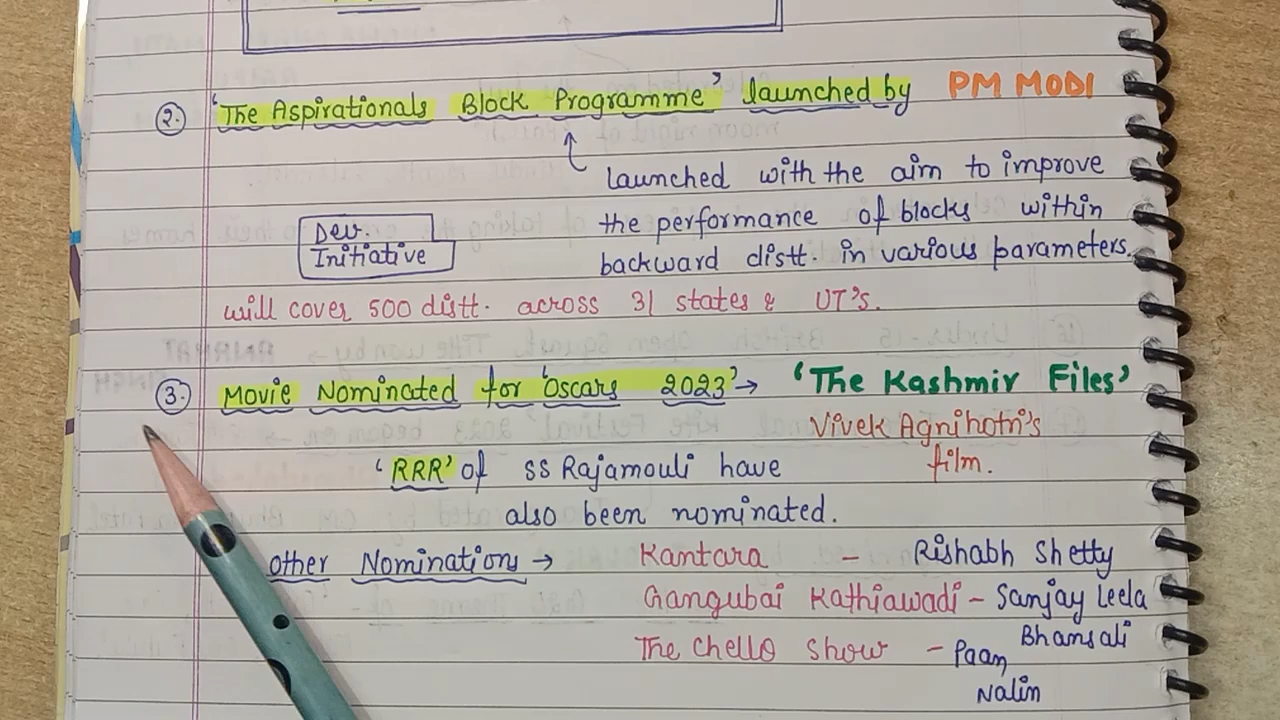 2. 'The Aspirationals Block Programme' launched by PM MODI
launched with the aim to improve
the performance of blocks within
backward distt. in various parameters.
Dev.
Initiative
will cover 500 distt. across 31 states & UT's.
3. Movie Nominated for 'Oscars 2023' → 'The Kashmir Files'
Vivek Agnihotri's
film.
'RRR' of SS Rajamouli have
also been nominated.
other Nominations → Kantara - Rishabh Shetty
Gangubai Kathiawadi - Sanjay Leela
Bhansali
The Chello Show - Paan
Nalin